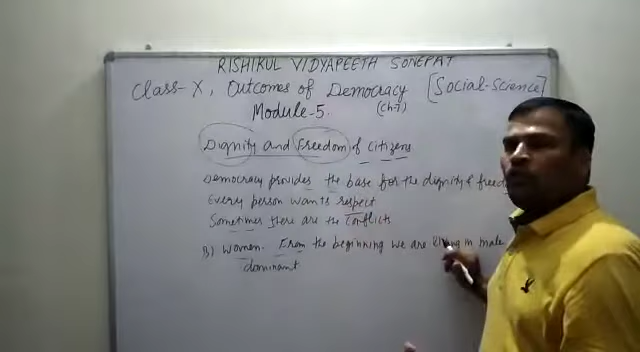 RISHIKUL VIDYAPEETH SONEPAT
Class-X, Outcomes of Democracy [Social-Science]
Module-5. (Ch-7)
Dignity and Freedom of Citizens
Democracy provides the base for the dignity &
Every person wants respect
Sometimes there are the conflicts
Women. From the beginning we are living in male
dominant